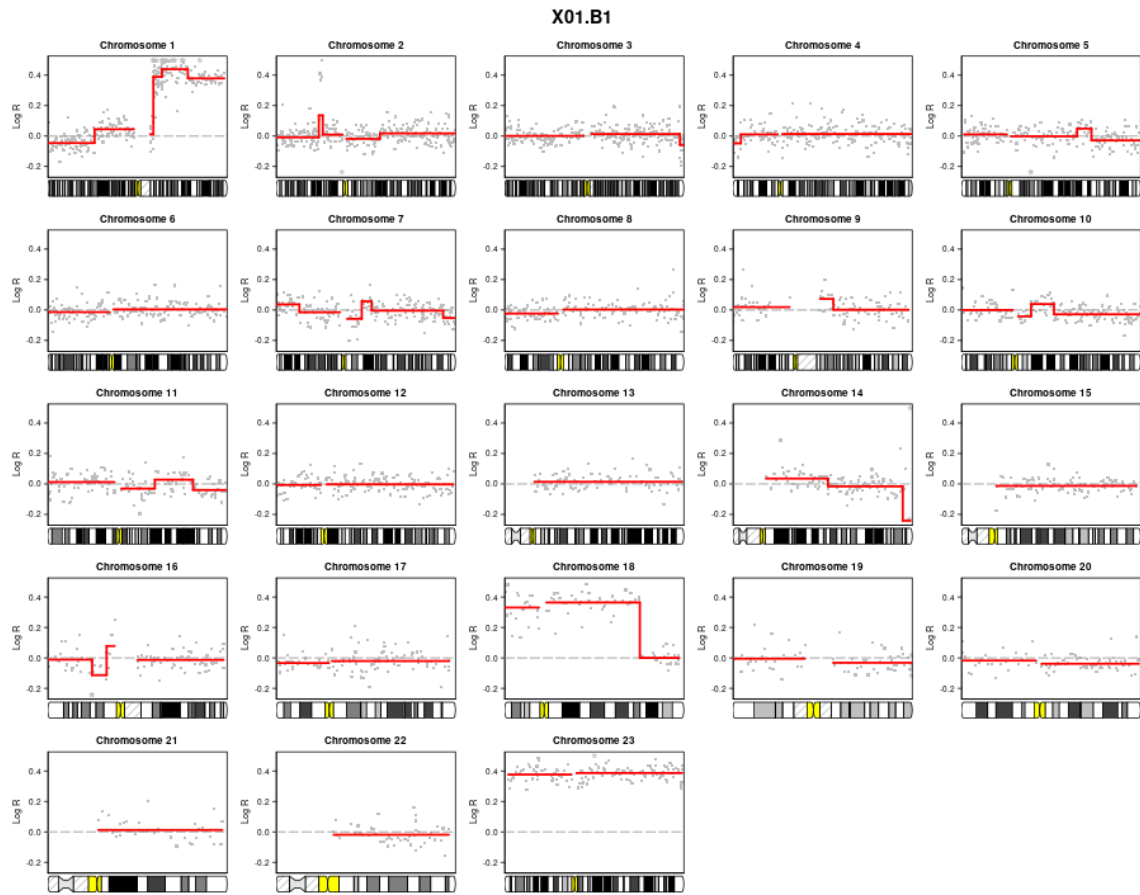 X01.B1
Chromosome 1
Chromosome 2
Chromosome 3
Chromosome 4
Chromosome 5
Log R
0.4
0.2
0.0
-0.2
Log R
0.4
0.2
0.0
-0.2
Log R
0.4
0.2
0.0
-0.2
Log R
0.4
0.2
0.0
-0.2
Log R
0.4
0.2
0.0
-0.2
Chromosome 6
Chromosome 7
Chromosome 8
Chromosome 9
Chromosome 10
Log R
0.4
0.2
0.0
-0.2
Log R
0.4
0.2
0.0
-0.2
Log R
0.4
0.2
0.0
-0.2
Log R
0.4
0.2
0.0
-0.2
Log R
0.4
0.2
0.0
-0.2
Chromosome 11
Chromosome 12
Chromosome 13
Chromosome 14
Chromosome 15
Log R
0.4
0.2
0.0
-0.2
Log R
0.4
0.2
0.0
-0.2
Log R
0.4
0.2
0.0
-0.2
Log R
0.4
0.2
0.0
-0.2
Log R
0.4
0.2
0.0
-0.2
Chromosome 16
Chromosome 17
Chromosome 18
Chromosome 19
Chromosome 20
Log R
0.4
0.2
0.0
-0.2
Log R
0.4
0.2
0.0
-0.2
Log R
0.4
0.2
0.0
-0.2
Log R
0.4
0.2
0.0
-0.2
Log R
0.4
0.2
0.0
-0.2
Chromosome 21
Chromosome 22
Chromosome 23
Log R
0.4
0.2
0.0
-0.2
Log R
0.4
0.2
0.0
-0.2
Log R
0.4
0.2
0.0
-0.2